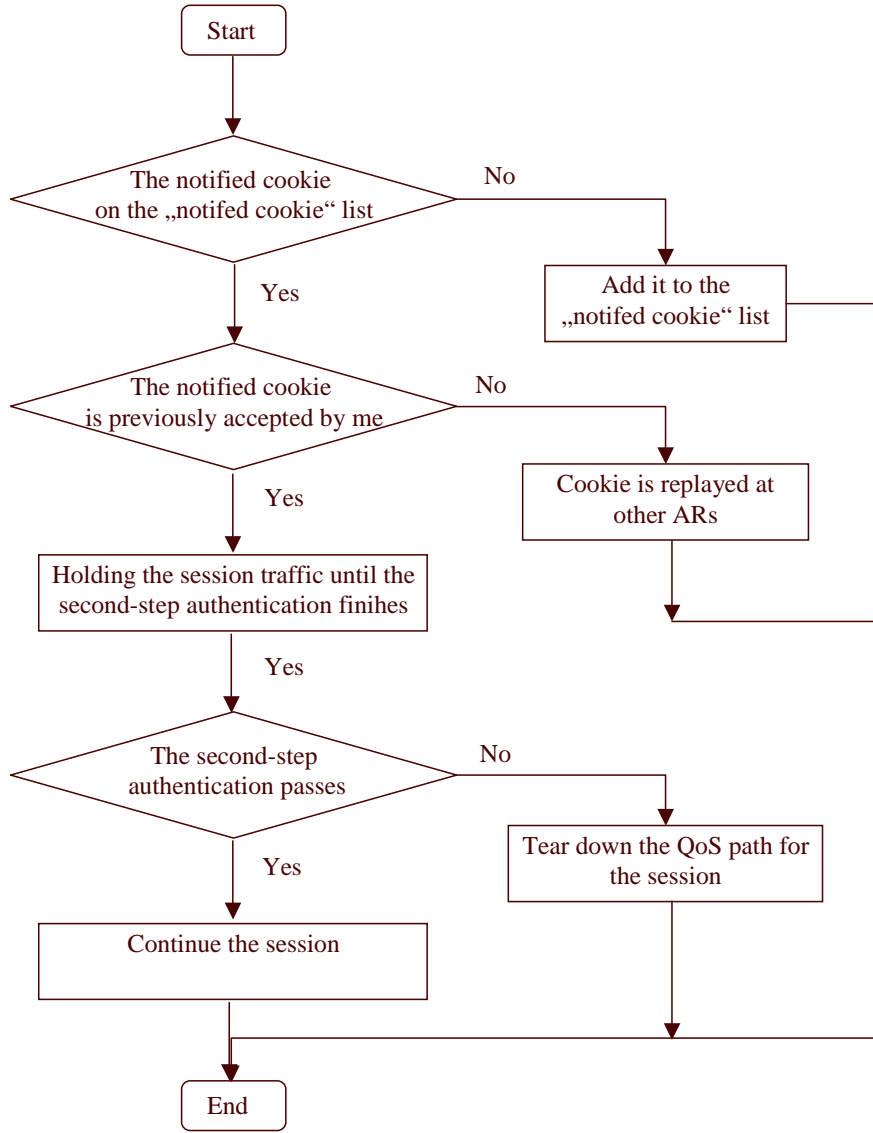 Start
The notified cookie
on the „notifed cookie“ list
No
Add it to the
„notifed cookie“ list
Yes
The notified cookie
is previously accepted by me
No
Cookie is replayed at
other ARs
Yes
Holding the session traffic until the
second-step authentication finihes
Yes
The second-step
authentication passes
No
Tear down the QoS path for
the session
Yes
Continue the session
End